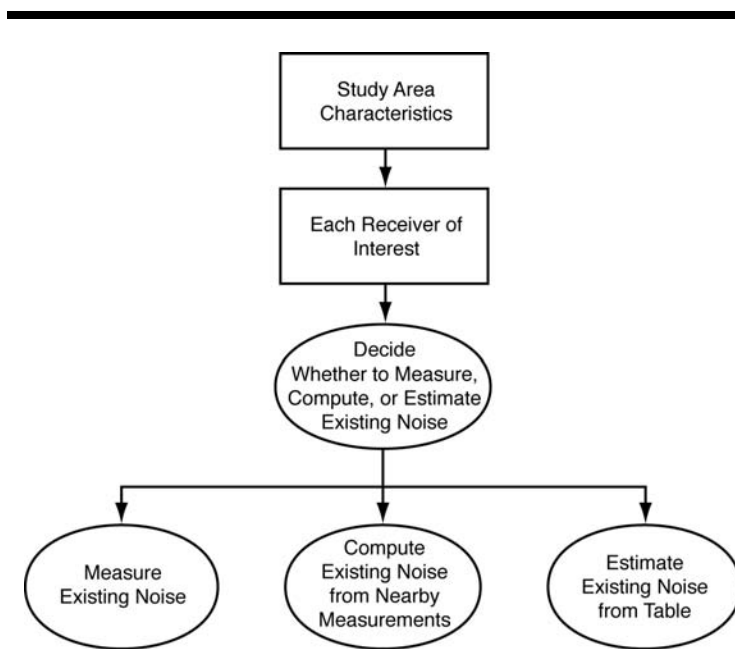 Study Area
Characteristics
Each Receiver of
Interest
Decide
Whether to Measure,
Compute, or Estimate
Existing Noise
Measure
Existing Noise
Compute
Existing Noise
from Nearby
Measurements
Estimate
Existing Noise
from Table